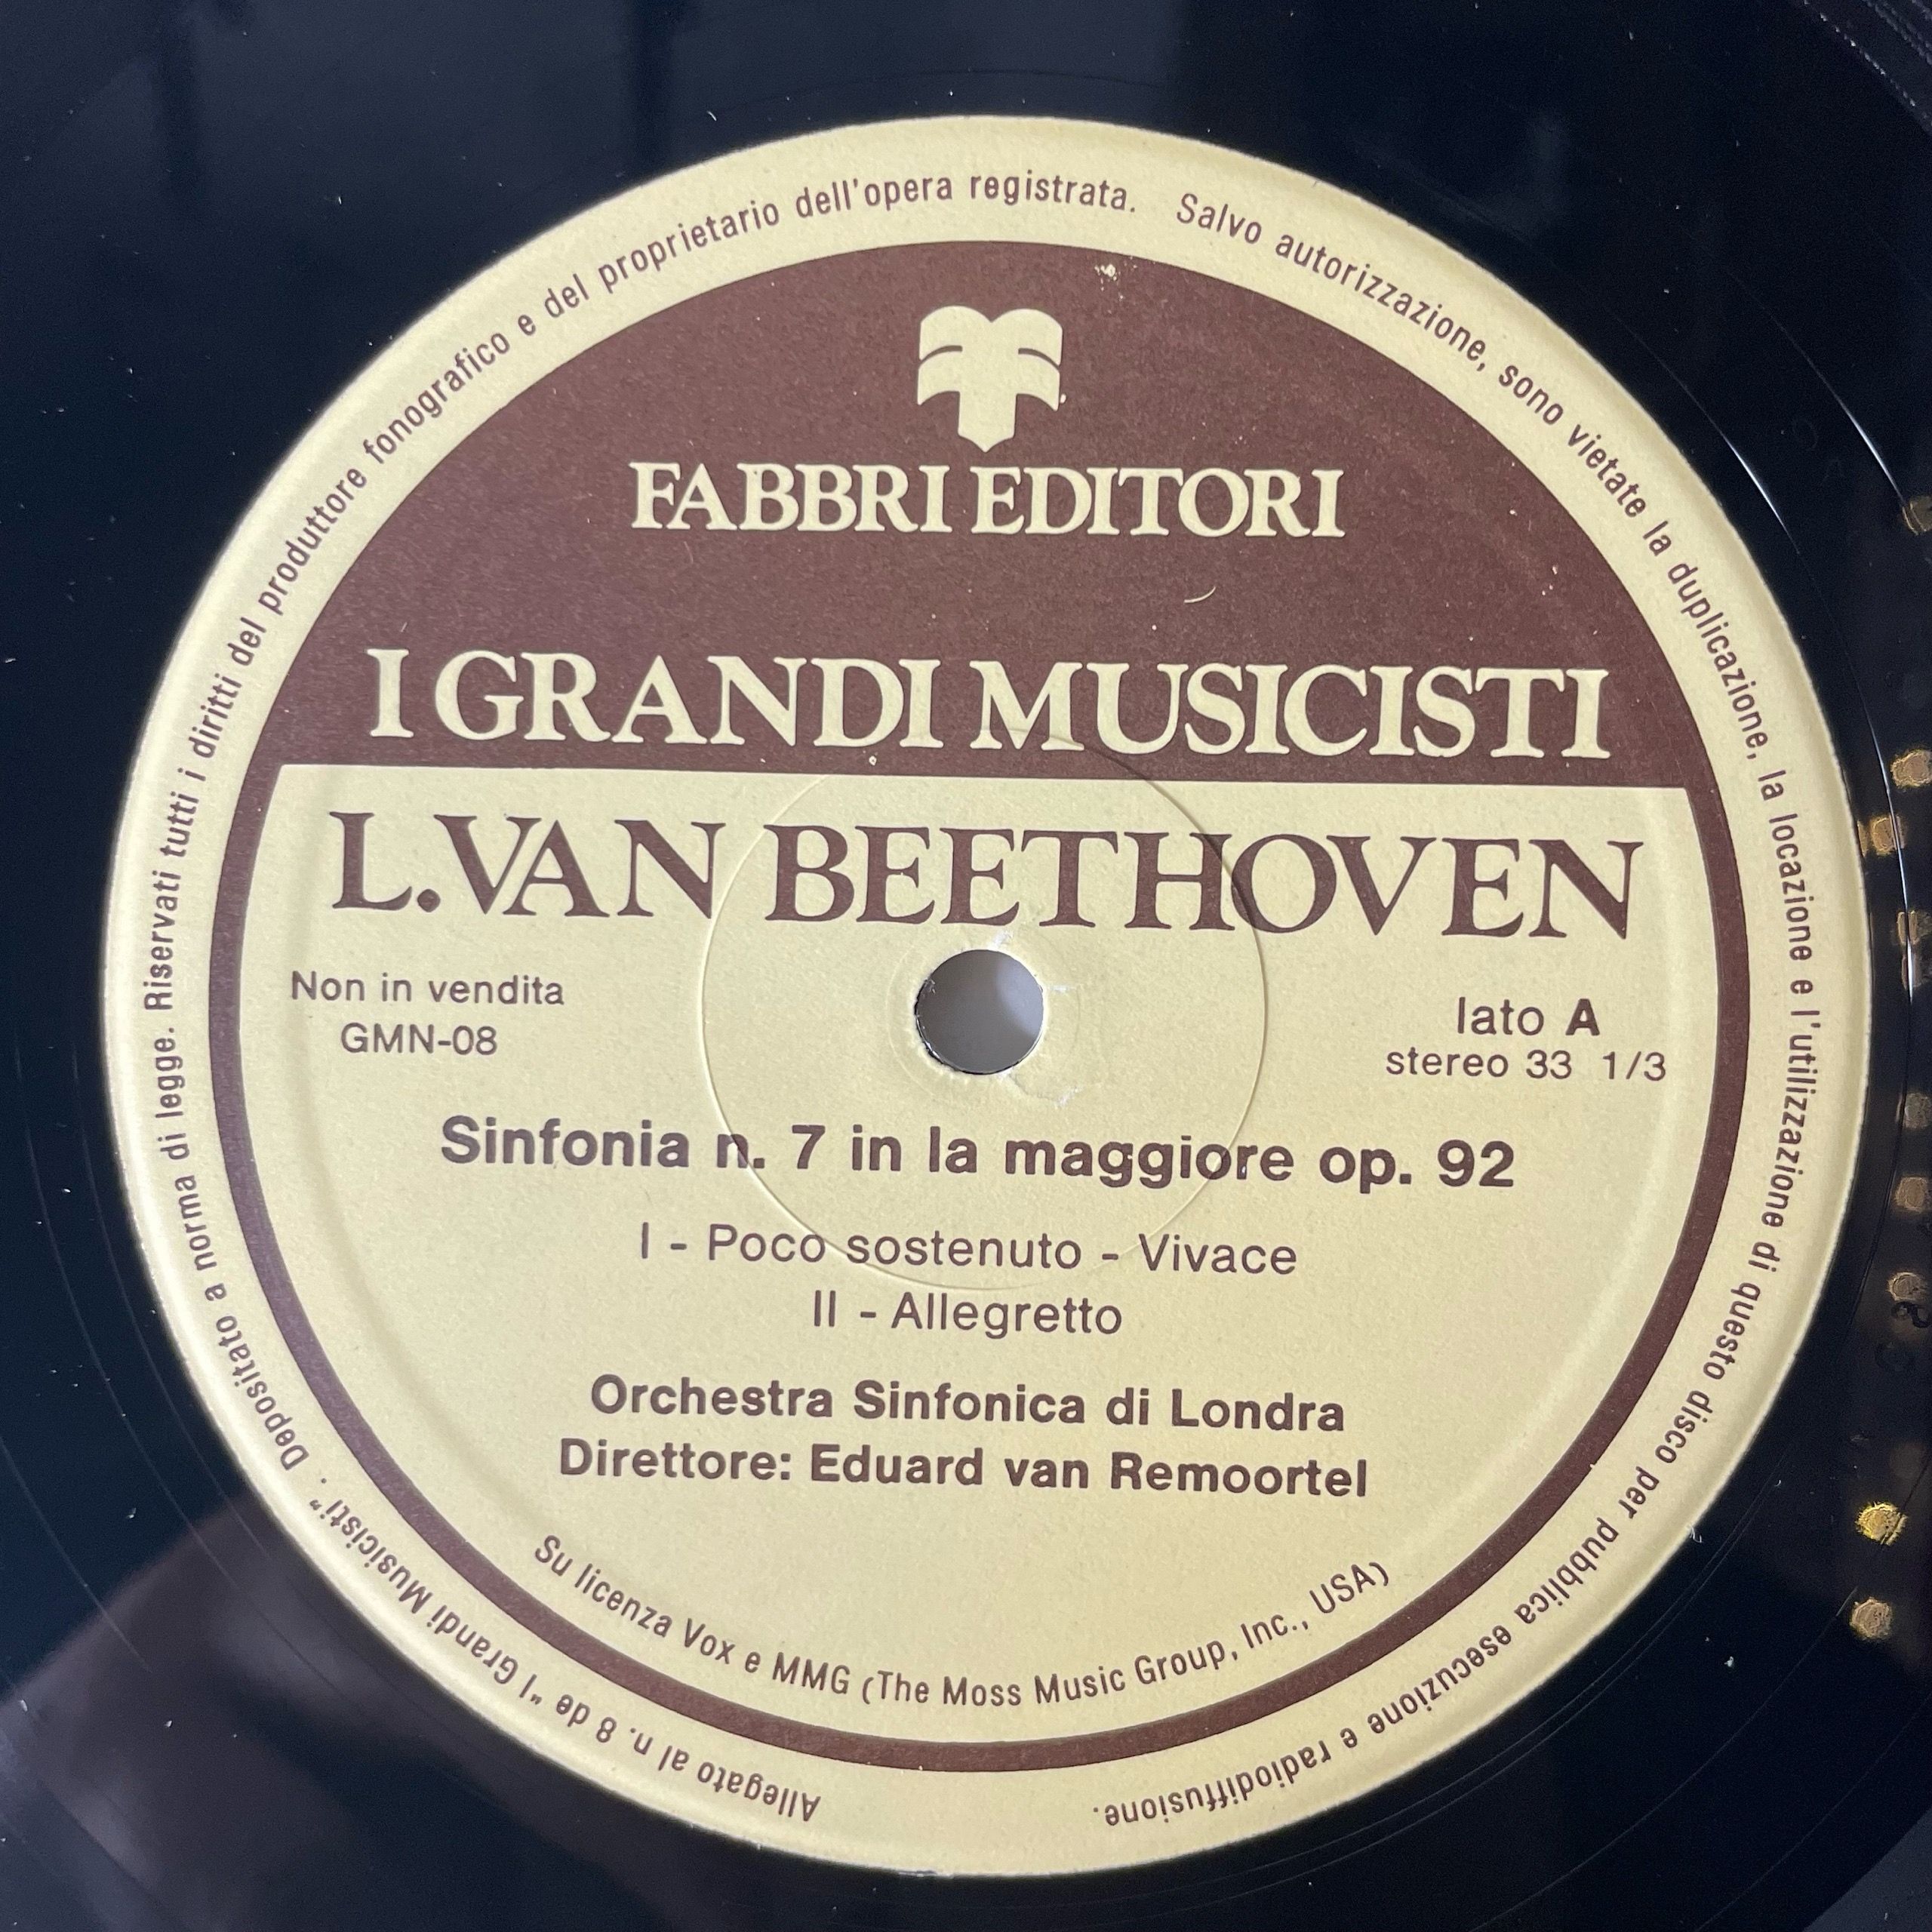 FABBRI EDITORI
I GRANDI MUSICISTI
L. VAN BEETHOVEN
Non in vendita
GMN-08
lato A
stereo 33 1/3
Sinfonia n. 7 in la maggiore op. 92
I - Poco sostenuto - Vivace
II - Allegretto
Orchestra Sinfonica di Londra
Direttore: Eduard van Remoortel
Su licenza Vox e MMG (The Moss Music Group, Inc., USA)
Allegato al n. 8 de "I Grandi Musicisti". Depositato a norma di legge. Riservati tutti i diritti del produttore fonografico e del proprietario dell'opera registrata. Salvo autorizzazione, sono vietate la duplicazione, la locazione e l'utilizzazione di questo disco per pubblica esecuzione e radiodiffusione.